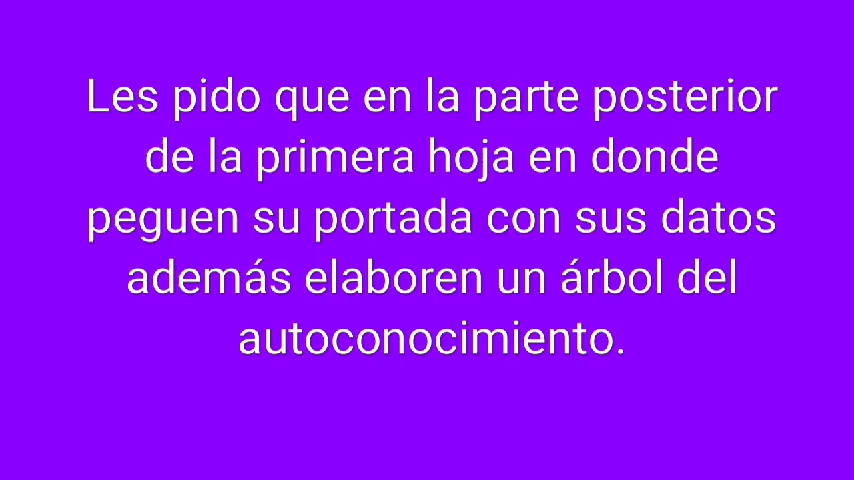 Les pido que en la parte posterior
de la primera hoja en donde
peguen su portada con sus datos
además elaboren un árbol del
autoconocimiento.